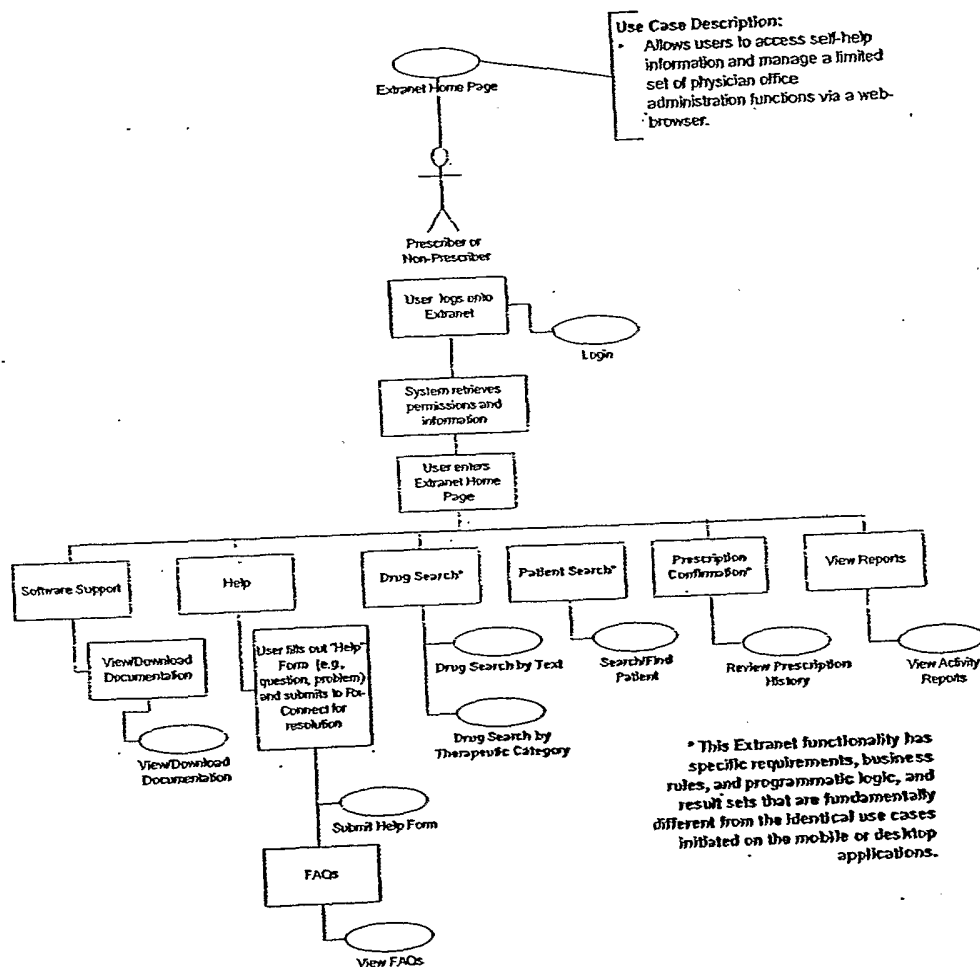 Use Case Description:
• Allows users to access self-help
information and manage a limited
set of physician office
administration functions via a web-
browser.
Extranet Home Page
Prescriber or
Non-Prescriber
User logs onto
Extranet
Login
System retrieves
permissions and
information
User enters
Extranet Home
Page
Software Support
Help
Drug Search*
Patient Search*
Prescription
Confirmation*
View Reports
View/Download
Documentation
View/Download
Documentation
User fills out "Help"
Form (e.g.,
question, problem)
and submits to Rx-
Connect for
resolution
Submit Help Form
FAQs
View FAQs
Drug Search by Text
Drug Search by
Therapeutic Category
Search/Find
Patient
Review Prescription
History
View Activity
Reports
* This Extranet functionality has
specific requirements, business
rules, and programmatic logic, and
result sets that are fundamentally
different from the identical use cases
initiated on the mobile or desktop
applications.